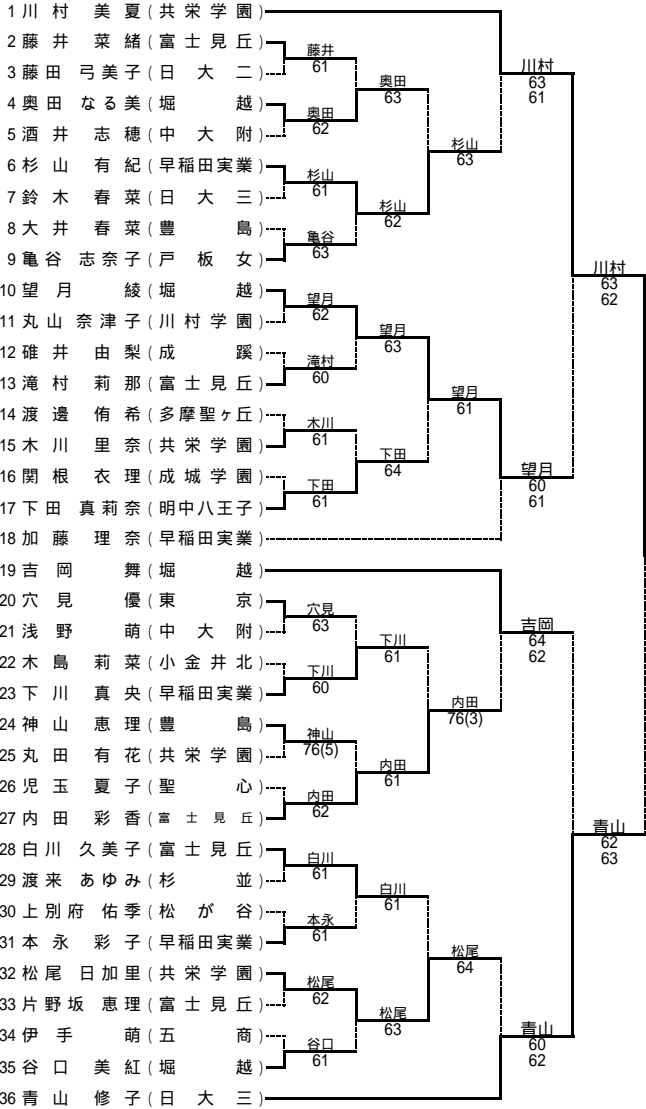 1 川村 美夏 (共栄学園)
2 藤井 菜緒 (富士見丘)
3 藤田 弓美子 (日大二)
4 奥田 なる美 (堀越)
5 酒井 志穂 (中大附)
6 杉山 有紀 (早稲田実業)
7 鈴木 春菜 (日大三)
8 大井 春菜 (豊島)
9 亀谷 志奈子 (戸板女)
10 望月 綾 (堀越)
11 丸山 奈津子 (川村学園)
12 碓井 由梨 (成蹊)
13 滝村 莉那 (富士見丘)
14 渡邊 侑希 (多摩聖ヶ丘)
15 木川 里奈 (共栄学園)
16 関根 衣理 (成城学園)
17 下田 真莉奈 (明中八王子)
18 加藤 理奈 (早稲田実業)
19 吉岡 舞 (堀越)
20 穴見 優 (東京)
21 浅野 萌 (中大附)
22 木島 莉菜 (小金井北)
23 下川 真央 (早稲田実業)
24 神山 恵理 (豊島)
25 丸田 有花 (共栄学園)
26 児玉 夏子 (聖心)
27 内田 彩香 (富士見丘)
28 白川 久美子 (富士見丘)
29 渡来 あゆみ (杉並)
30 上別府 佑季 (松が谷)
31 本永 彩子 (早稲田実業)
32 松尾 日加里 (共栄学園)
33 片野坂 恵理 (富士見丘)
34 伊手 萌 (五商)
35 谷口 美紅 (堀越)
36 青山 修子 (日大三)
藤井
61
奥田
62
杉山
61
亀谷
63
望月
62
滝村
60
木川
61
下田
61
穴見
63
下川
60
神山
76(5)
内田
62
白川
61
本永
61
松尾
62
谷口
61
奥田
63
杉山
62
望月
63
下田
64
下川
61
内田
61
白川
61
松尾
63
杉山
63
望月
61
内田
76(3)
松尾
64
川村
63
61
望月
60
61
吉岡
64
62
青山
60
62
川村
63
62
青山
62
63